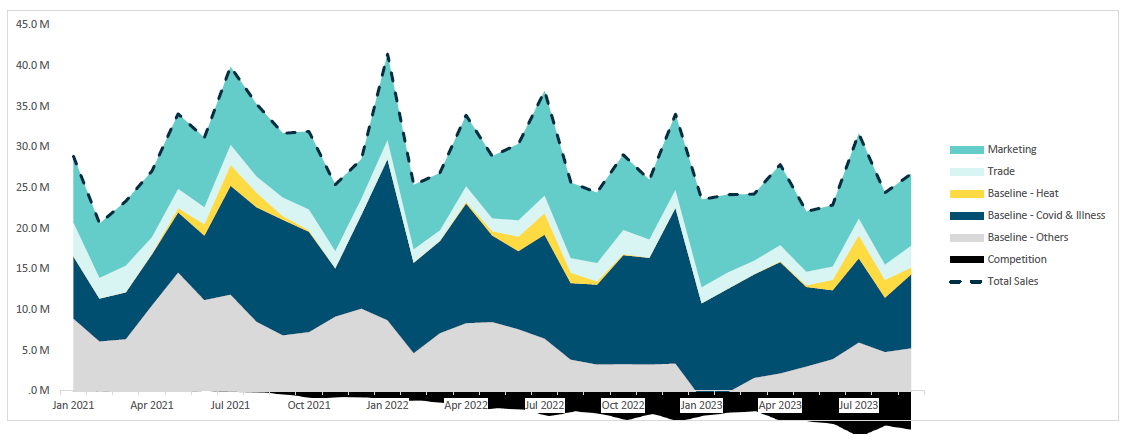 45.0 M
40.0 M
35.0 M
30.0 M
25.0 M
20.0 M
15.0 M
10.0 M
5.0 M
.0 M
Jan 2021 Apr 2021 Jul 2021 Oct 2021 Jan 2022 Apr 2022 Jul 2022 Oct 2022 Jan 2023 Apr 2023 Jul 2023
Marketing
Trade
Baseline - Heat
Baseline - Covid & Illness
Baseline - Others
Competition
Total Sales